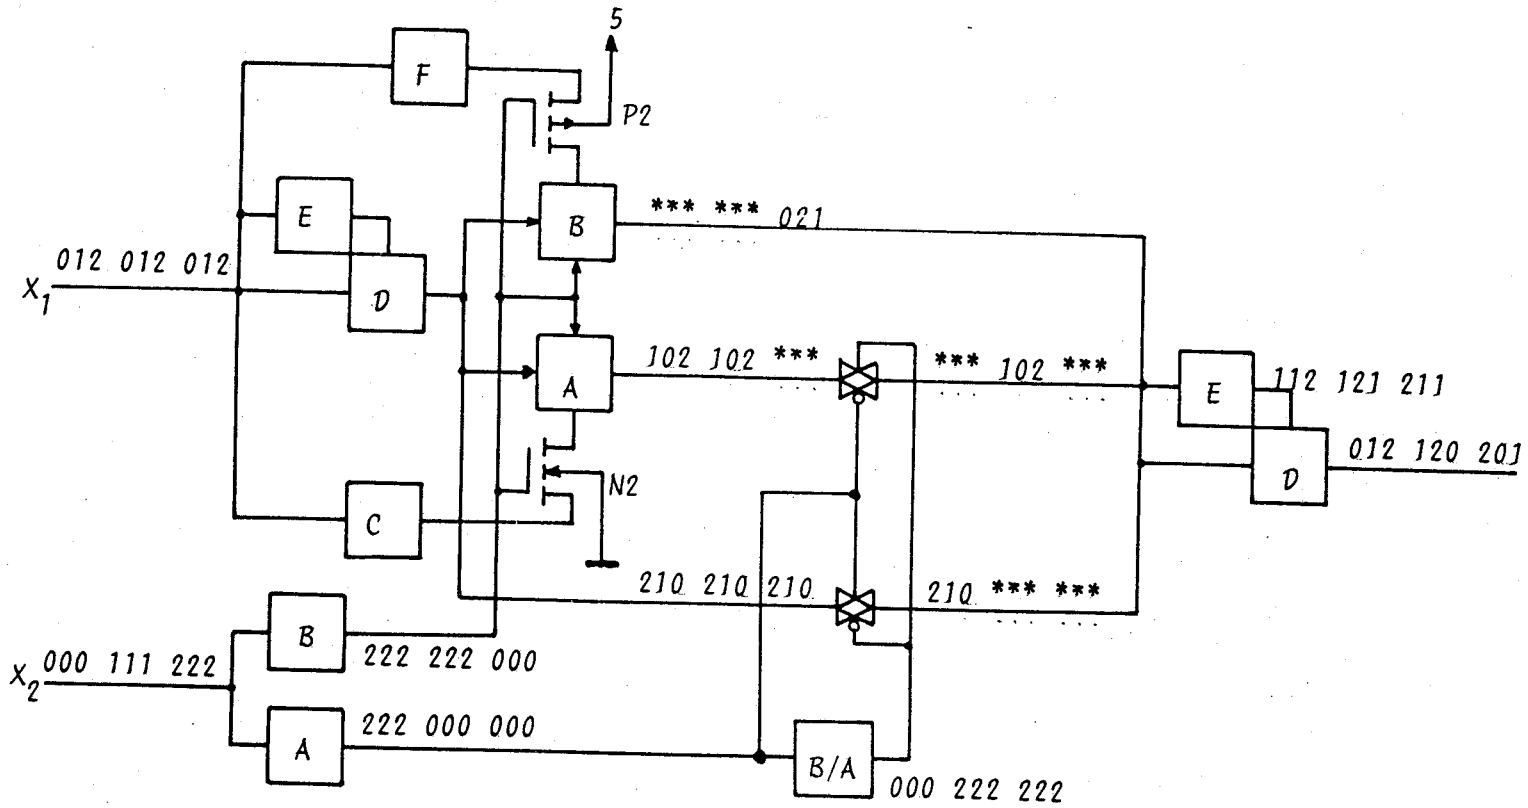 5
F
P2
E
B
*** *** 021
012 012 012
X1
D
102 102 ***
*** 102 ***
A
E
112 121 211
012 120 201
D
N2
C
210 210 210
210 *** ***
B
222 222 000
000 111 222
X2
222 000 000
A
B/A
000 222 222